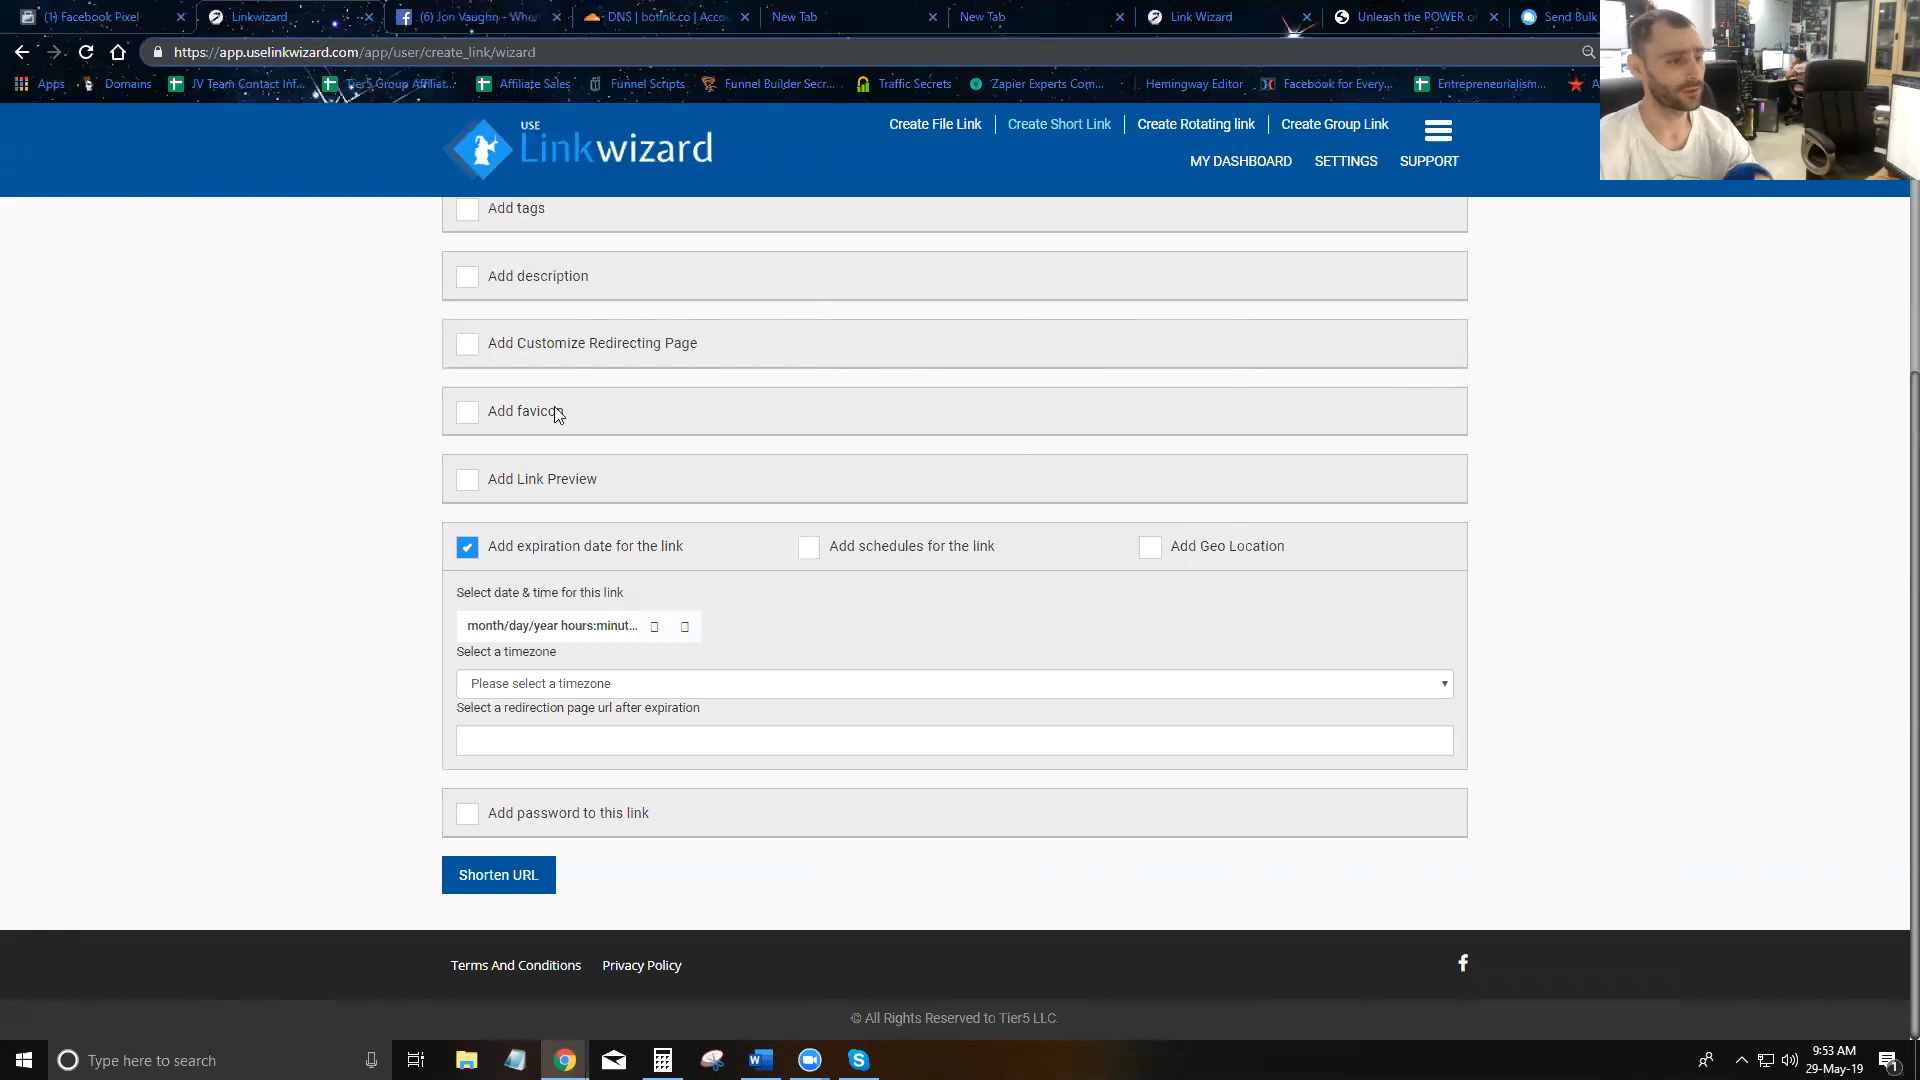 (1) Facebook Pixel
Linkwizard
(6) Jon Vaughn - Whe
DNS | botlink.co | Accou
New Tab
New Tab
Link Wizard
Unleash the POWER o
Send Bulk
https://app.uselinkwizard.com/app/user/create_link/wizard
Apps
Domains
JV Team Contact Inf...
Tier5 Group Affiliat...
Affiliate Sales
Funnel Scripts
Funnel Builder Secr...
Traffic Secrets
Zapier Experts Com...
Hemingway Editor
Facebook for Every...
Entrepreneurialism...
USE
Linkwizard
Create File Link
Create Short Link
Create Rotating link
Create Group Link
MY DASHBOARD
SETTINGS
SUPPORT
Add tags
Add description
Add Customize Redirecting Page
Add favicon
Add Link Preview
Add expiration date for the link
Add schedules for the link
Add Geo Location
Select date & time for this link
month/day/year hours:minut...
Select a timezone
Please select a timezone
Select a redirection page url after expiration
Add password to this link
Shorten URL
Terms And Conditions
Privacy Policy
© All Rights Reserved to Tier5 LLC.
Type here to search
9:53 AM
29-May-19
1